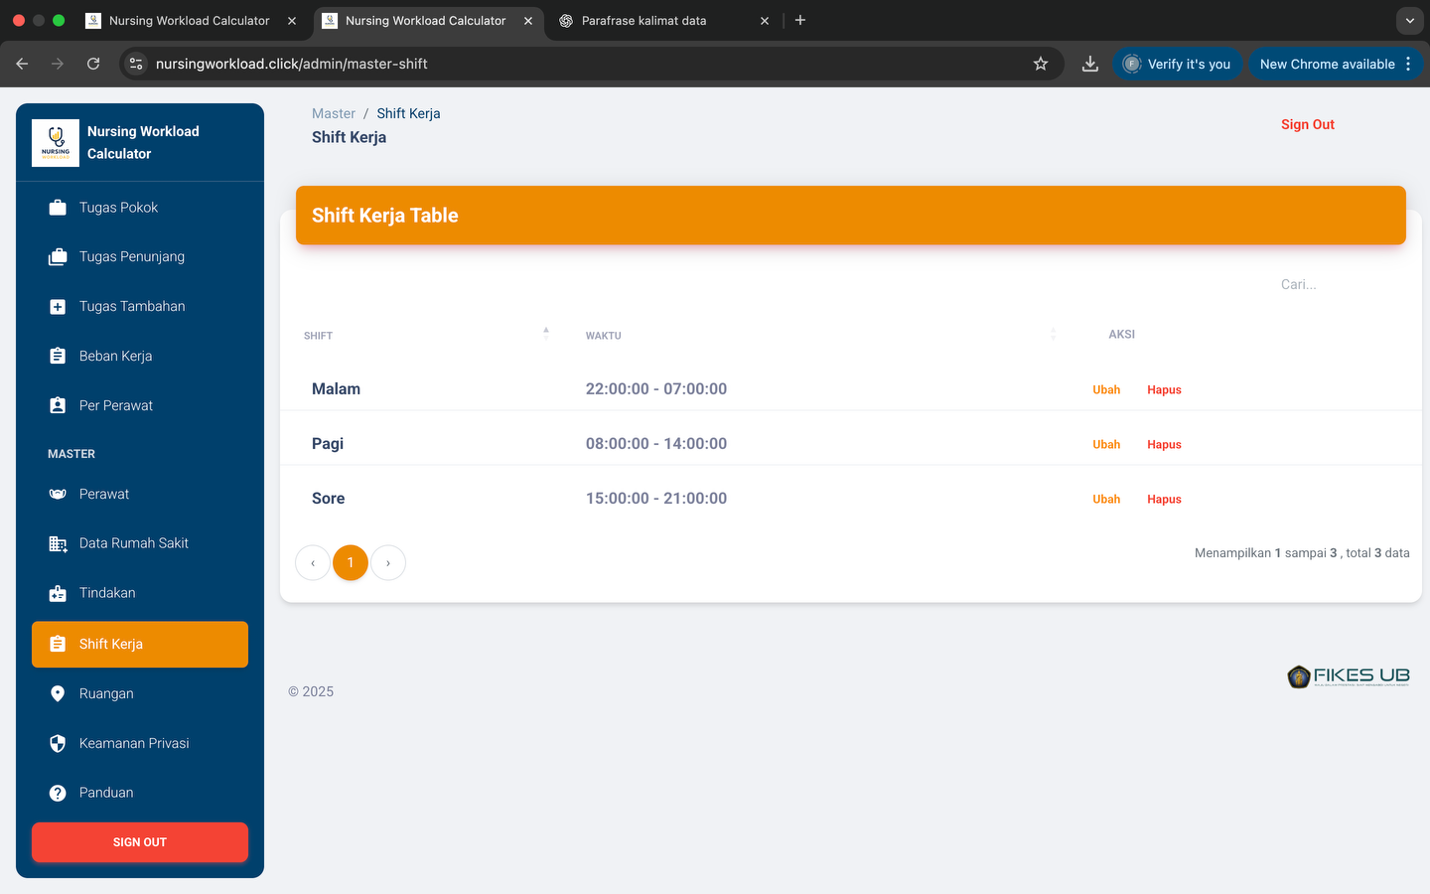 Nursing Workload Calculator
Nursing Workload Calculator
Parafrase kalimat data
nursingworkload.click/admin/master-shift
Verify it's you
New Chrome available
NURSING
WORKLOAD
Nursing Workload
Calculator
Tugas Pokok
Tugas Penunjang
Tugas Tambahan
Beban Kerja
Per Perawat
MASTER
Perawat
Data Rumah Sakit
Tindakan
Shift Kerja
Ruangan
Keamanan Privasi
Panduan
SIGN OUT
Master / Shift Kerja
Shift Kerja
Sign Out
Shift Kerja Table
Cari...
SHIFT WAKTU AKSI
Malam 22:00:00 - 07:00:00 Ubah Hapus
Pagi 08:00:00 - 14:00:00 Ubah Hapus
Sore 15:00:00 - 21:00:00 Ubah Hapus
‹ 1 ›
Menampilkan 1 sampai 3 , total 3 data
© 2025
FIKES UB